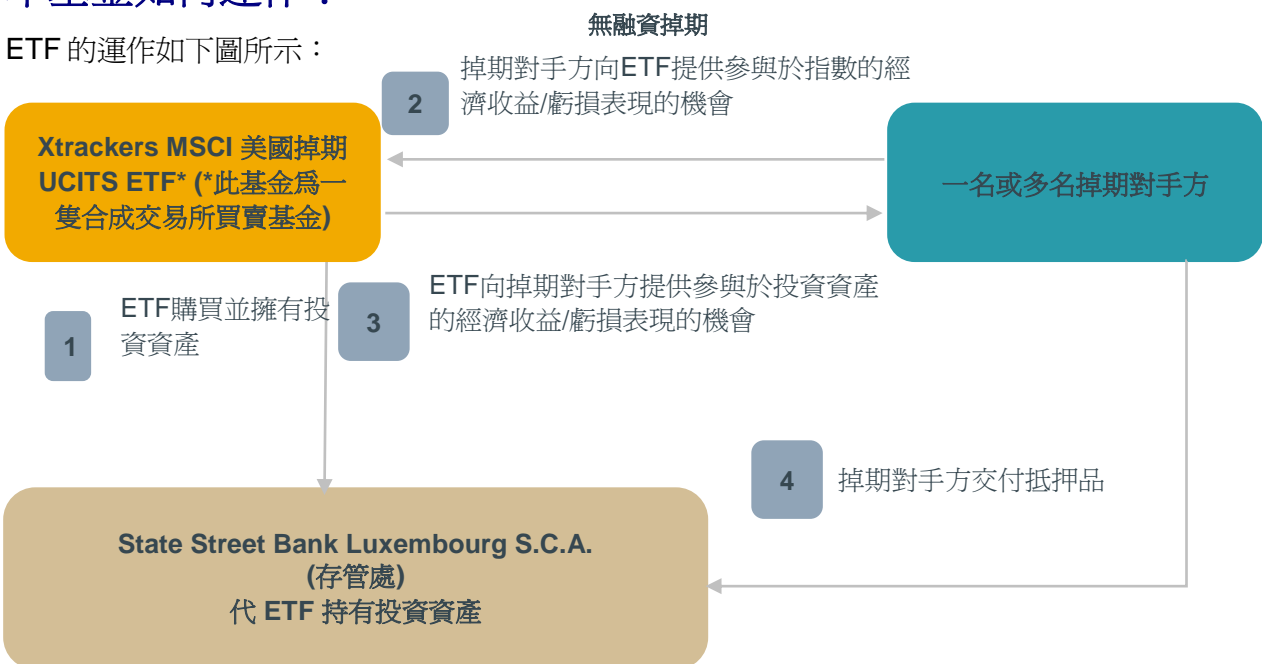 ETF 的運作如下圖所示：
無融資掉期
2
掉期對手方向ETF提供參與於指數的經
濟收益/虧損表現的機會
Xtrackers MSCI 美國掉期
UCITS ETF* (*此基金爲一
隻合成交易所買賣基金)
一名或多名掉期對手方
1
ETF購買並擁有投
資資產
3
ETF向掉期對手方提供參與於投資資產
的經濟收益/虧損表現的機會
4
掉期對手方交付抵押品
State Street Bank Luxembourg S.C.A.
(存管處)
代 ETF 持有投資資產